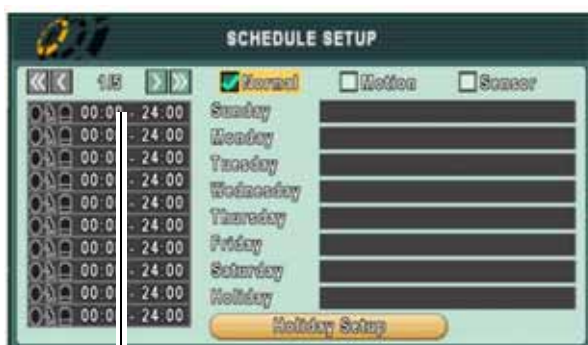 SCHEDULE SETUP
1/5
Normal
Motion
Sensor
00:00 - 24:00
00:00 - 24:00
00:00 - 24:00
00:00 - 24:00
00:00 - 24:00
00:00 - 24:00
00:00 - 24:00
00:00 - 24:00
00:00 - 24:00
00:00 - 24:00
Sunday
Monday
Tuesday
Wednesday
Thursday
Friday
Saturday
Holiday
Holiday Setup